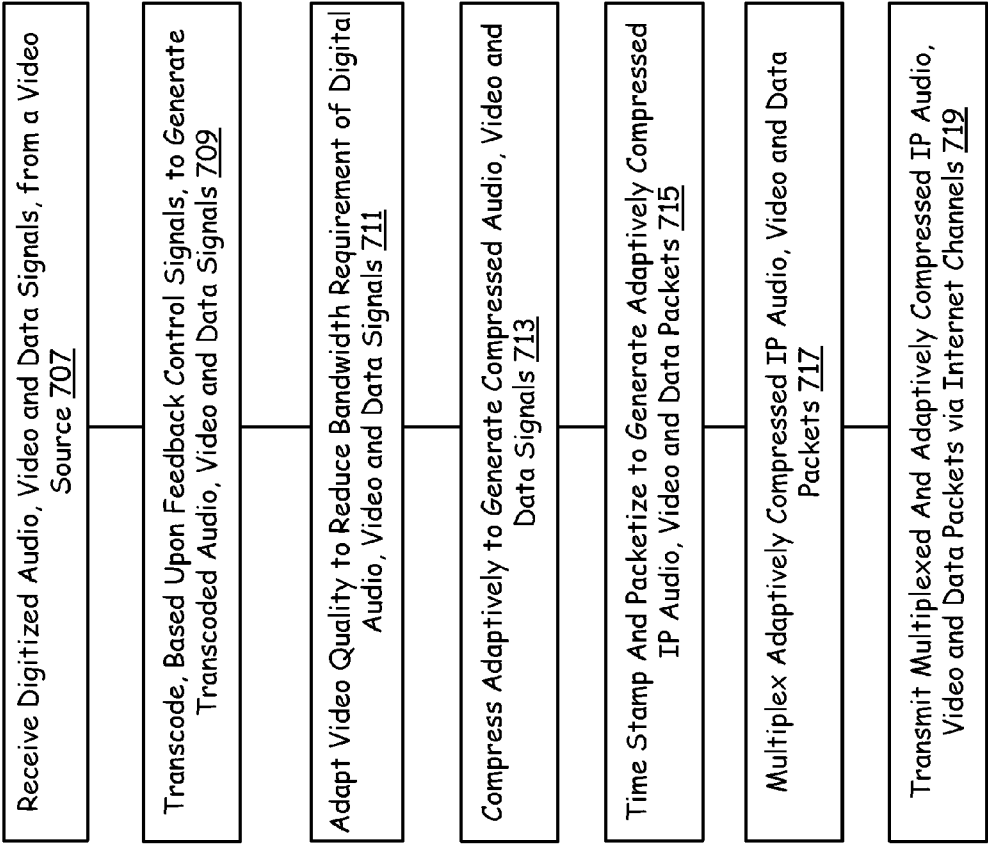 Receive Digitized Audio, Video and Data Signals, from a Video
Source 707
Transcode, Based Upon Feedback Control Signals, to Generate
Transcoded Audio, Video and Data Signals 709
Adapt Video Quality to Reduce Bandwidth Requirement of Digital
Audio, Video and Data Signals 711
Compress Adaptively to Generate Compressed Audio, Video and
Data Signals 713
Time Stamp And Packetize to Generate Adaptively Compressed
IP Audio, Video and Data Packets 715
Multiplex Adaptively Compressed IP Audio, Video and Data
Packets 717
Transmit Multiplexed And Adaptively Compressed IP Audio,
Video and Data Packets via Internet Channels 719